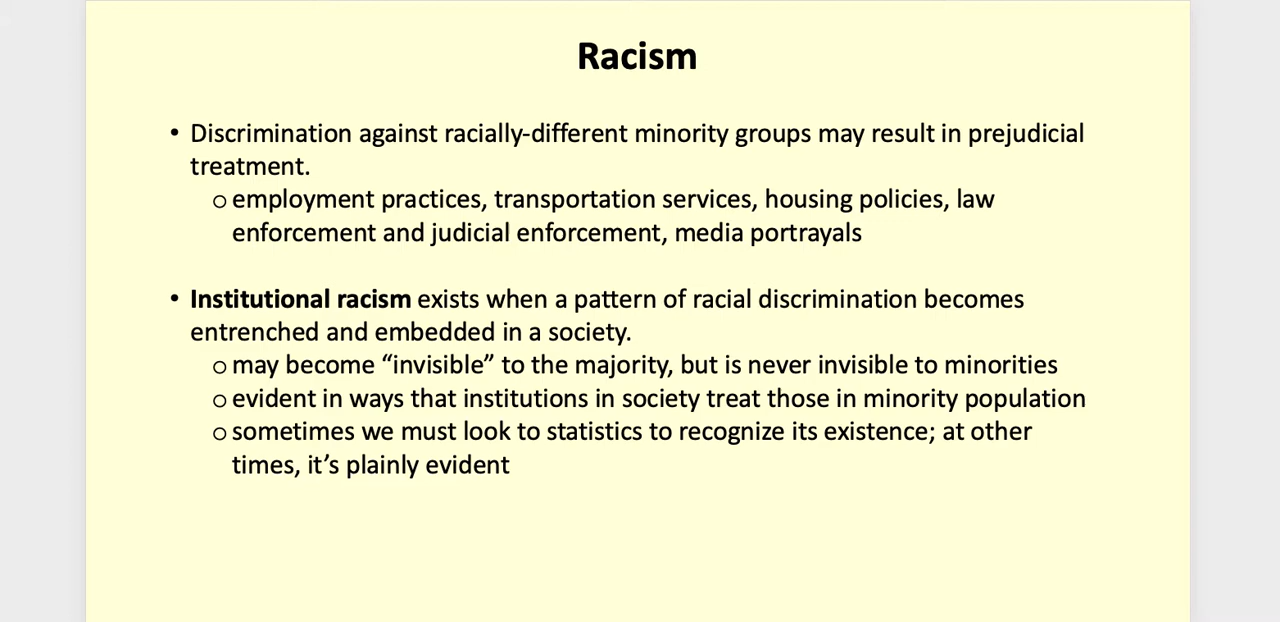 Racism
• Discrimination against racially-different minority groups may result in prejudicial
treatment.
o employment practices, transportation services, housing policies, law
enforcement and judicial enforcement, media portrayals
• Institutional racism exists when a pattern of racial discrimination becomes
entrenched and embedded in a society.
o may become “invisible” to the majority, but is never invisible to minorities
o evident in ways that institutions in society treat those in minority population
o sometimes we must look to statistics to recognize its existence; at other
times, it’s plainly evident